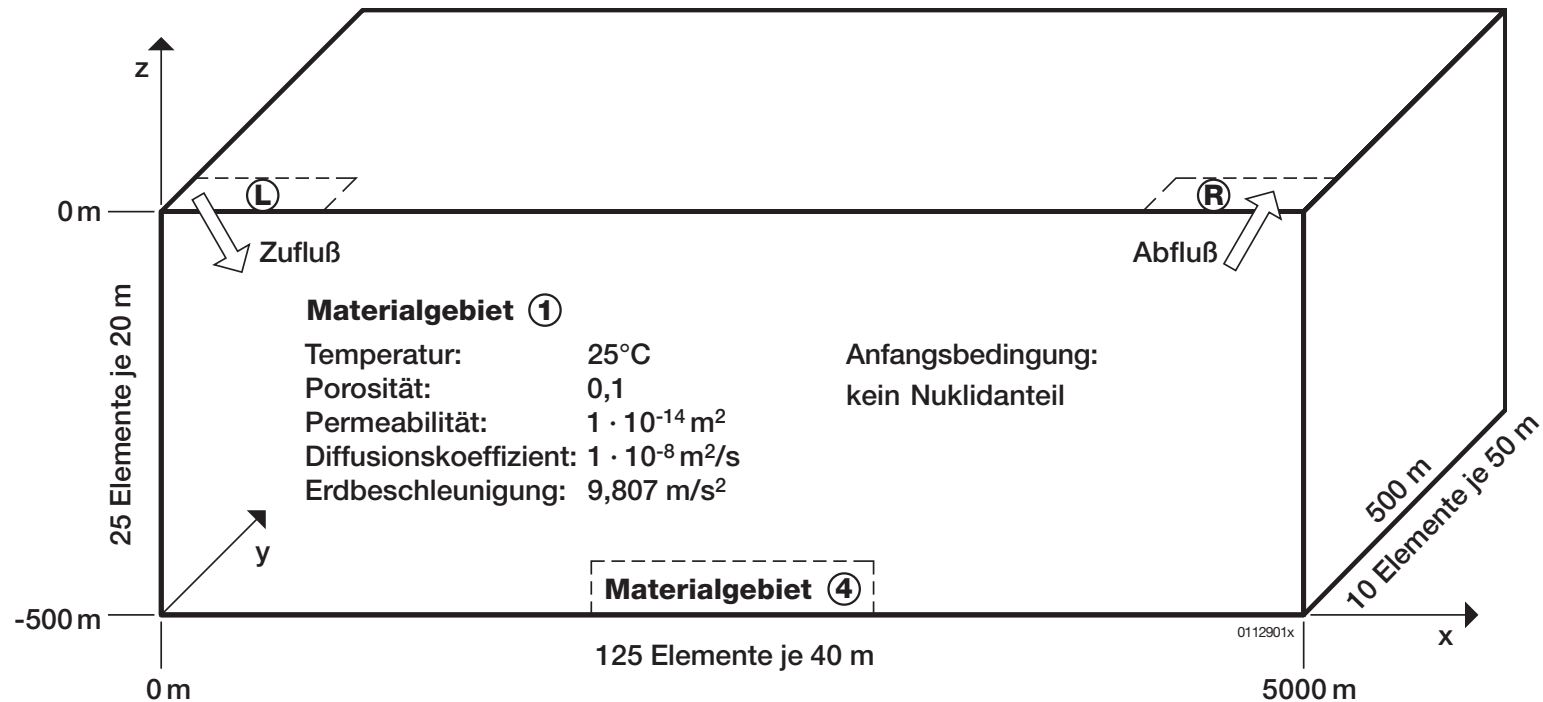 z
L
R
0 m
Zufluß
Abfluß
Materialgebiet 1
Temperatur: 25°C
Porosität: 0,1
Permeabilität: 1 · 10⁻¹⁴ m²
Diffusionskoeffizient: 1 · 10⁻⁸ m²/s
Erdbeschleunigung: 9,807 m/s²
Anfangsbedingung:
kein Nuklidanteil
25 Elemente je 20 m
y
500 m
10 Elemente je 50 m
Materialgebiet 4
-500 m
0112901x
x
125 Elemente je 40 m
0 m
5000 m